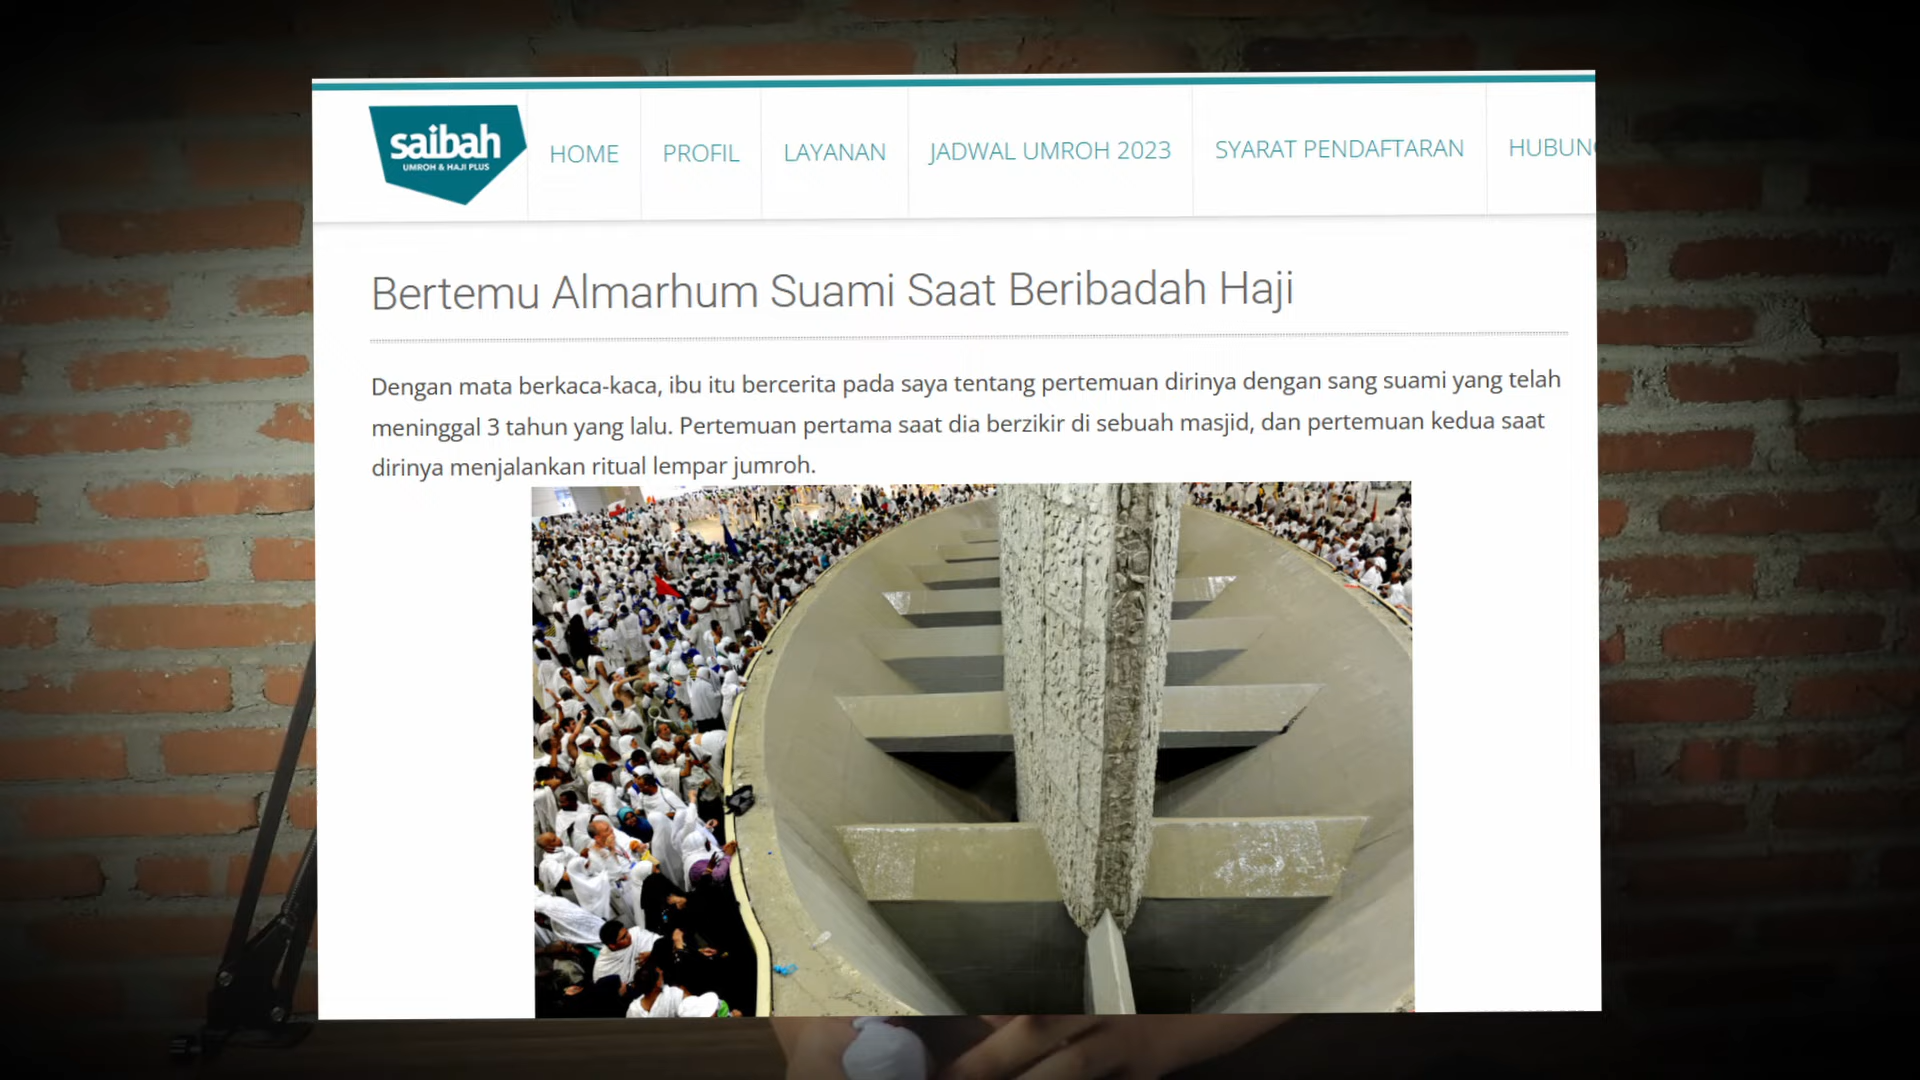 saibah
UMROH & HAJI PLUS
HOME
PROFIL
LAYANAN
JADWAL UMROH 2023
SYARAT PENDAFTARAN
HUBUNG
Bertemu Almarhum Suami Saat Beribadah Haji
Dengan mata berkaca-kaca, ibu itu bercerita pada saya tentang pertemuan dirinya dengan sang suami yang telah
meninggal 3 tahun yang lalu. Pertemuan pertama saat dia berzikir di sebuah masjid, dan pertemuan kedua saat
dirinya menjalankan ritual lempar jumroh.